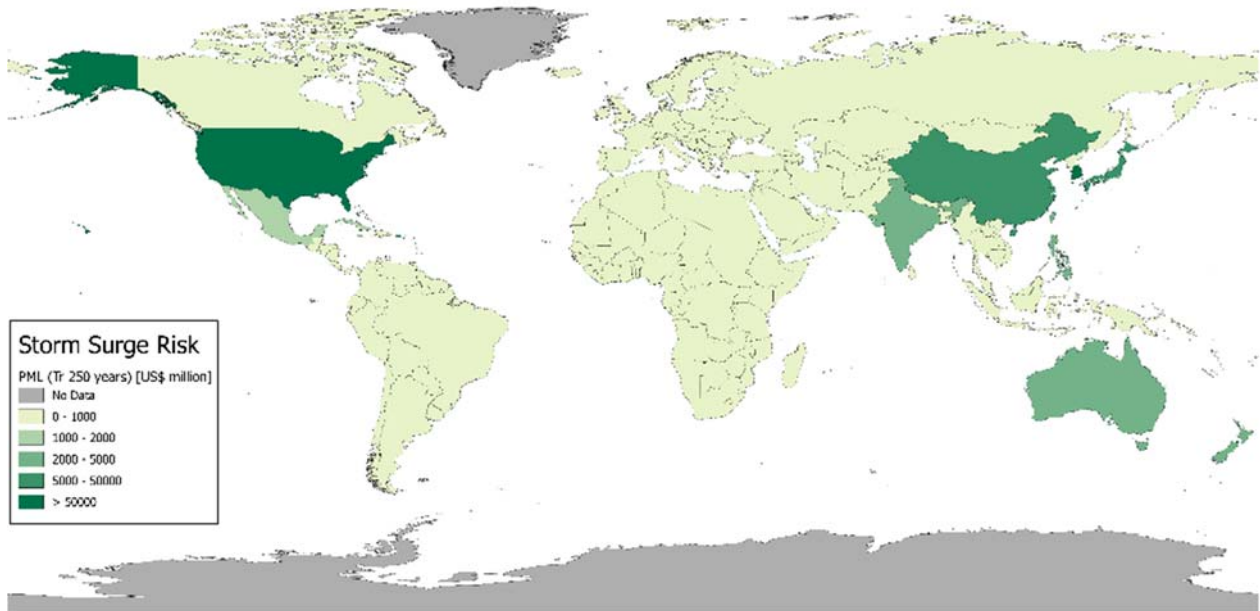 Storm Surge Risk
PML (Tr 250 years) [US$ million]
No Data
0 - 1000
1000 - 2000
2000 - 5000
5000 - 50000
> 50000